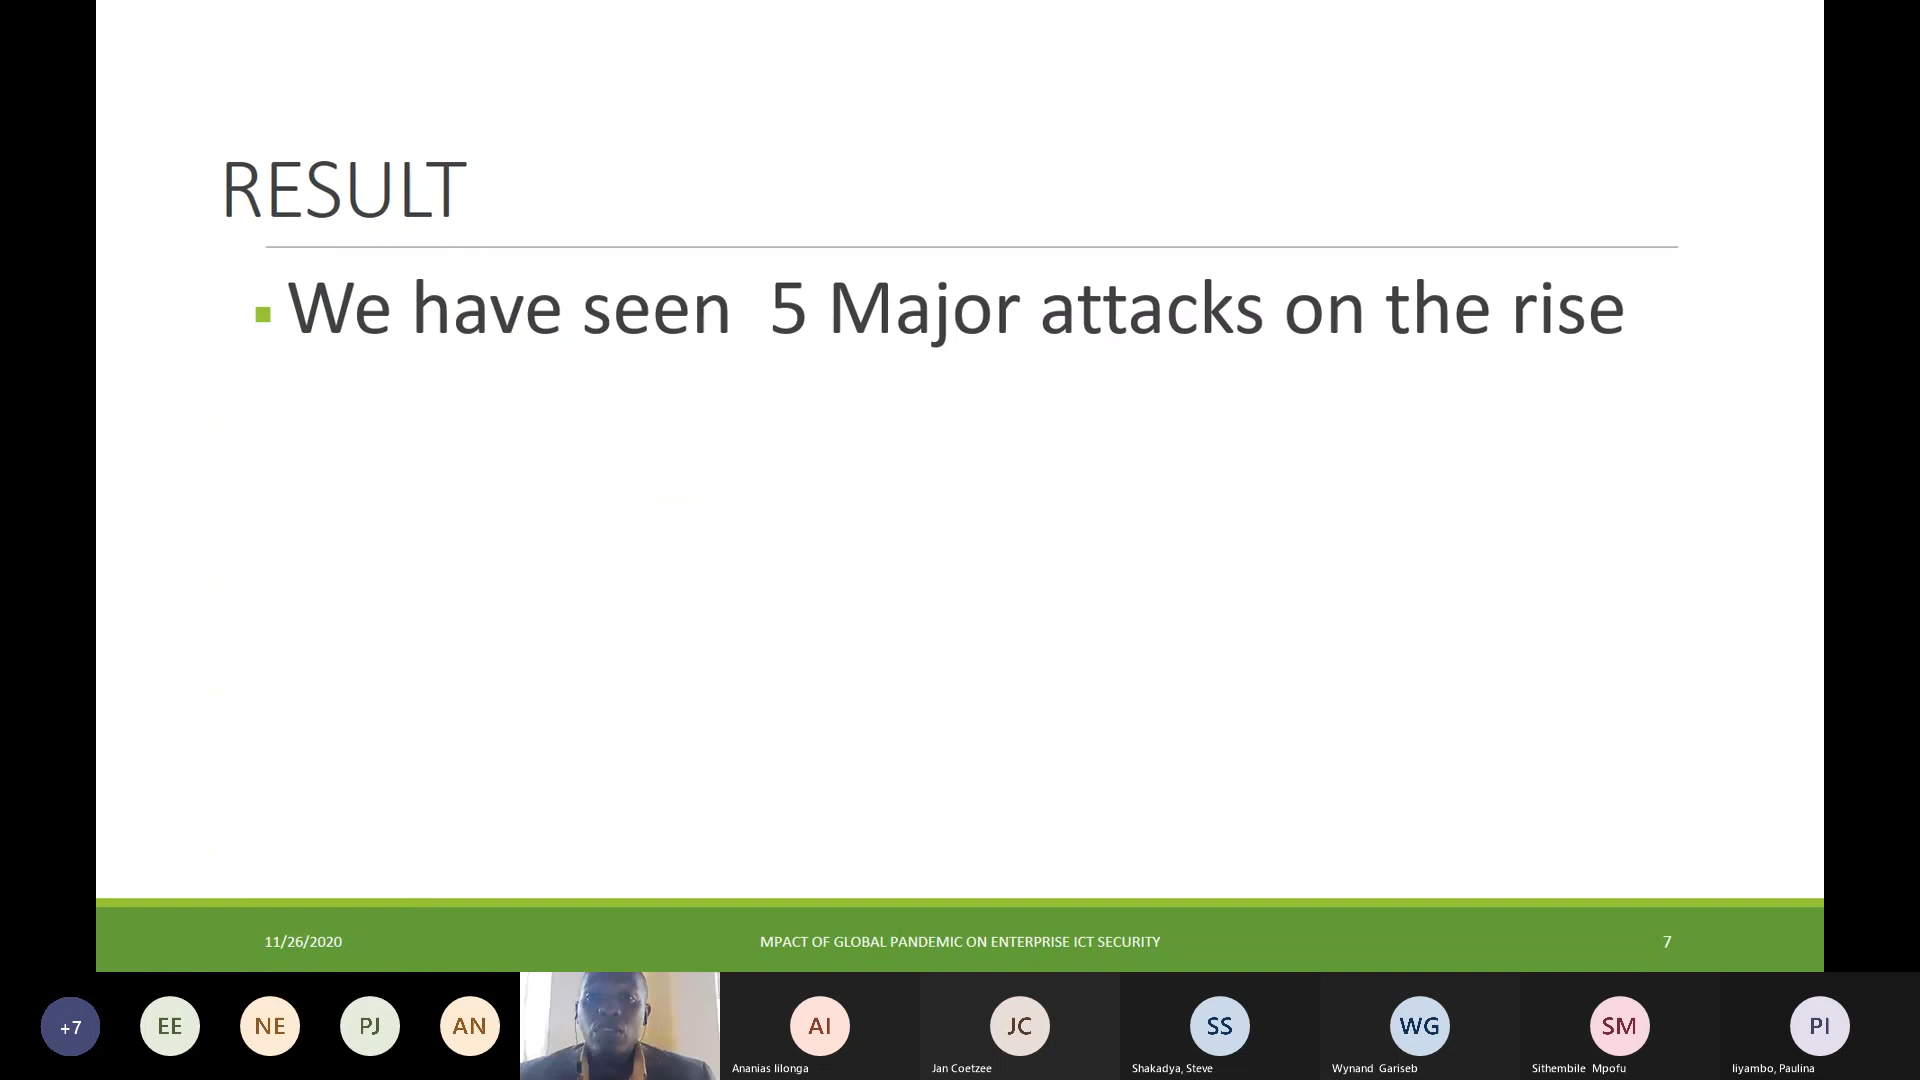 RESULT
▪ We have seen  5 Major attacks on the rise
11/26/2020
MPACT OF GLOBAL PANDEMIC ON ENTERPRISE ICT SECURITY
7
+7
EE
NE
PJ
AN
AI
JC
SS
WG
SM
PI
Ananias Iilonga
Jan Coetzee
Shakadya, Steve
Wynand Gariseb
Sithembile Mpofu
Iiyambo, Paulina